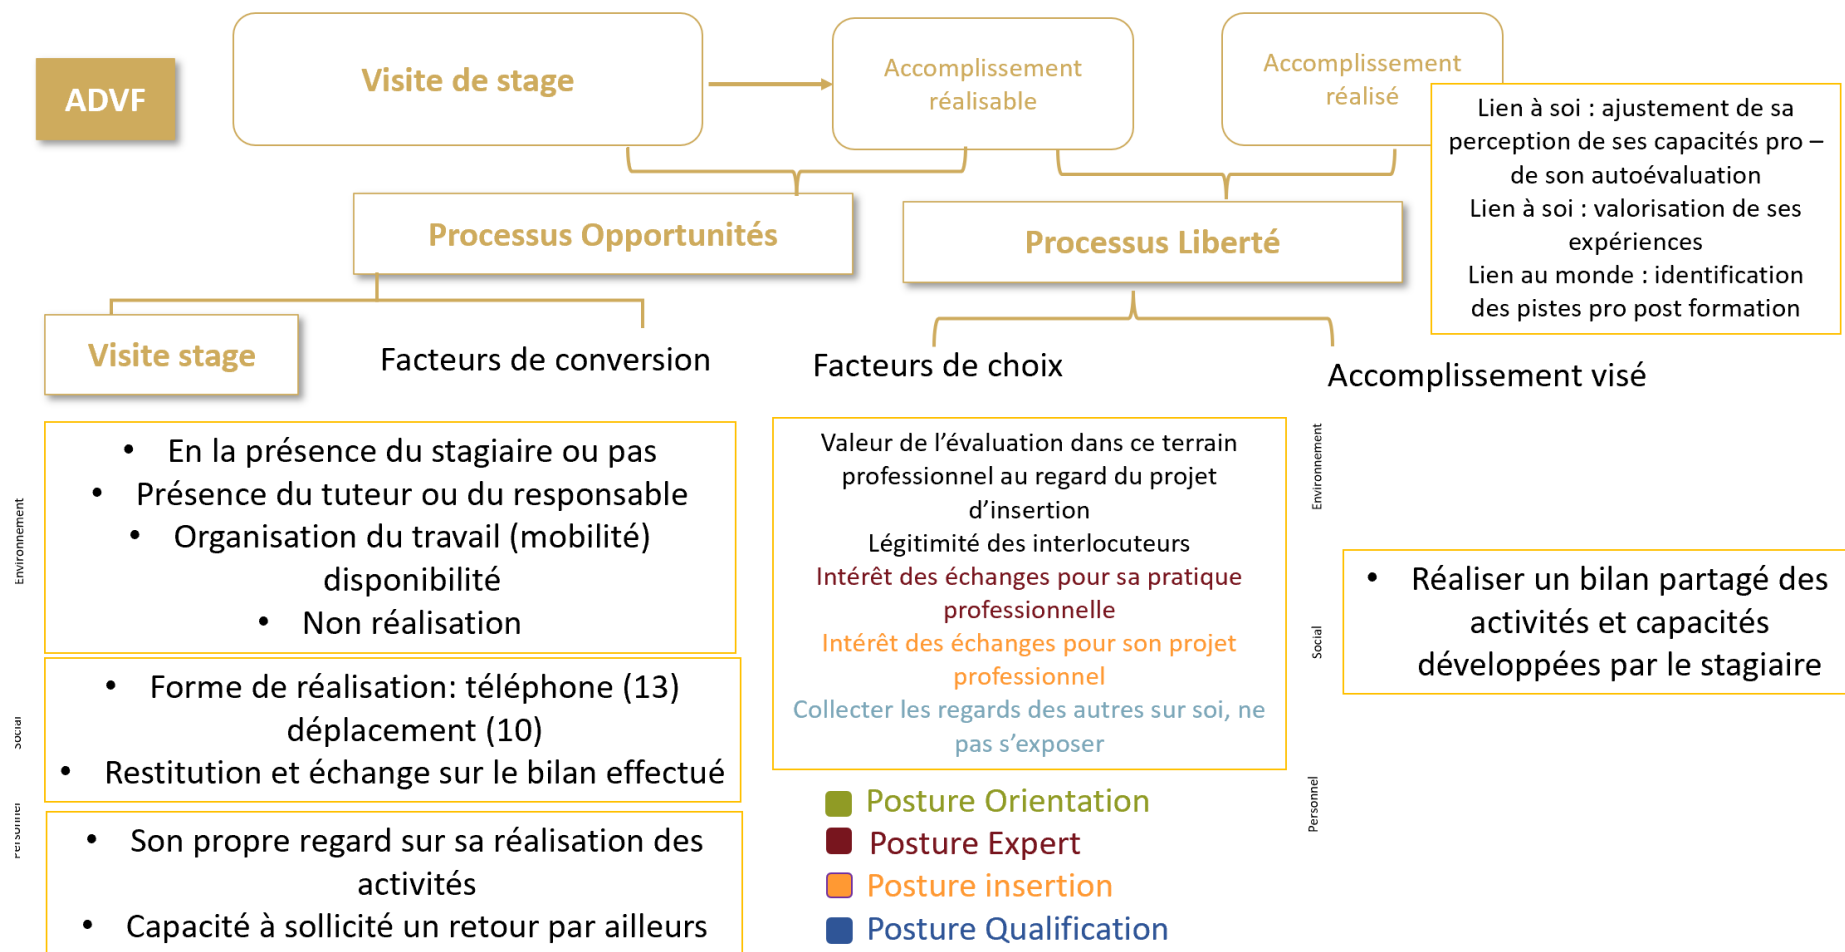 ADVF
Visite de stage
Accomplissement
réalisable
Accomplissement
réalisé
Lien à soi : ajustement de sa
perception de ses capacités pro –
de son autoévaluation
Lien à soi : valorisation de ses
expériences
Lien au monde : identification
des pistes pro post formation
Processus Opportunités
Processus Liberté
Visite stage
Facteurs de conversion
Facteurs de choix
Accomplissement visé
Environnement
• En la présence du stagiaire ou pas
• Présence du tuteur ou du responsable
• Organisation du travail (mobilité)
disponibilité
• Non réalisation
Social
• Forme de réalisation: téléphone (13)
déplacement (10)
• Restitution et échange sur le bilan effectué
Personnel
• Son propre regard sur sa réalisation des
activités
• Capacité à sollicité un retour par ailleurs
Valeur de l’évaluation dans ce terrain
professionnel au regard du projet
d’insertion
Légitimité des interlocuteurs
Intérêt des échanges pour sa pratique
professionnelle
Intérêt des échanges pour son projet
professionnel
Collecter les regards des autres sur soi, ne
pas s’exposer
Posture Orientation
Posture Expert
Posture insertion
Posture Qualification
Environnement
Social
Personnel
• Réaliser un bilan partagé des
activités et capacités
développées par le stagiaire